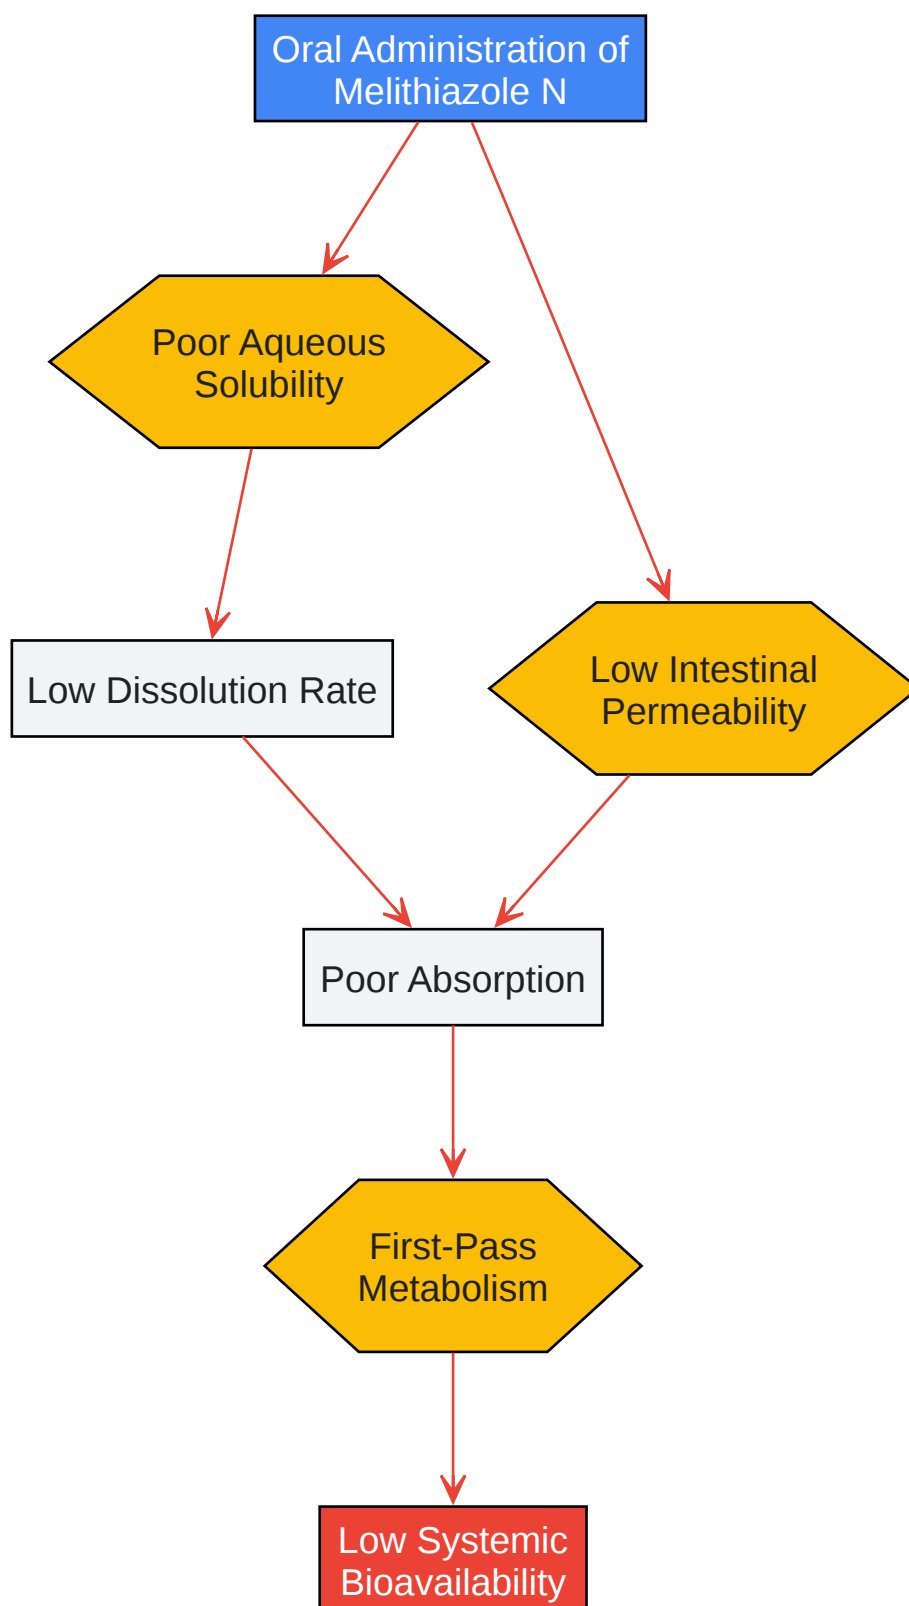 Oral Administration of
Melithiazole N
Poor Aqueous
Solubility
Low Dissolution Rate
Low Intestinal
Permeability
Poor Absorption
First-Pass
Metabolism
Low Systemic
Bioavailability